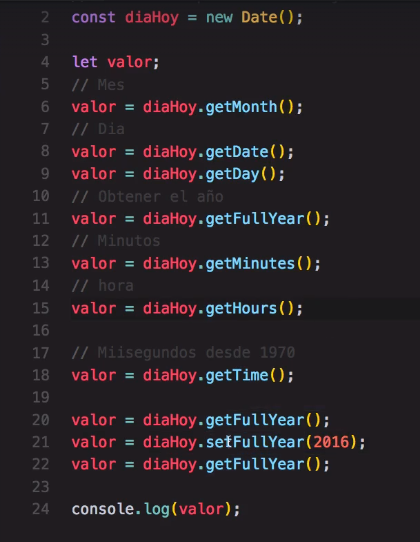 2 const diaHoy = new Date();
3
4 let valor;
5 // Mes
6 valor = diaHoy.getMonth();
7 // Dia
8 valor = diaHoy.getDate();
9 valor = diaHoy.getDay();
10 // Obtener el año
11 valor = diaHoy.getFullYear();
12 // Minutos
13 valor = diaHoy.getMinutes();
14 // hora
15 valor = diaHoy.getHours();
16
17 // Miisegundos desde 1970
18 valor = diaHoy.getTime();
19
20 valor = diaHoy.getFullYear();
21 valor = diaHoy.setFullYear(2016);
22 valor = diaHoy.getFullYear();
23
24 console.log(valor);